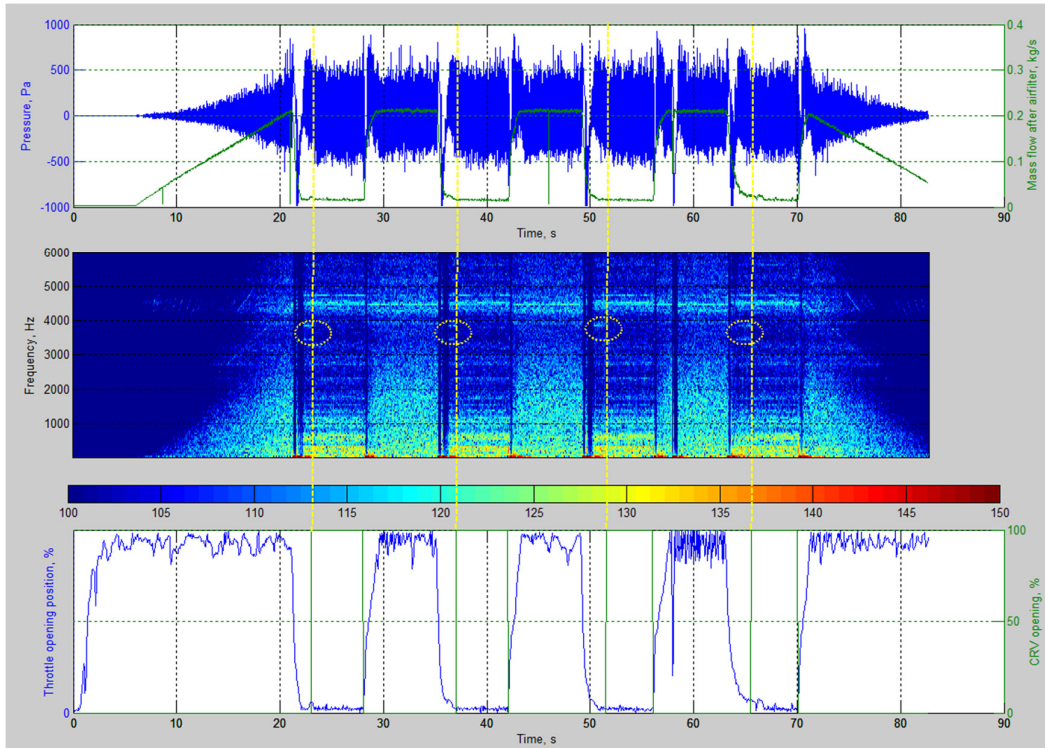 1000
500
0
-500
-1000
Pressure, Pa
0.4
0.3
0.2
0.1
0
Mass flow after airfilter, kg/s
0 10 20 30 40 50 60 70 80 90
Time, s
6000
5000
4000
3000
2000
1000
Frequency, Hz
100 105 110 115 120 125 130 135 140 145 150
100
50
0
Throttle opening position, %
0
CRV opening, %
0 10 20 30 40 50 60 70 80 90
Time, s